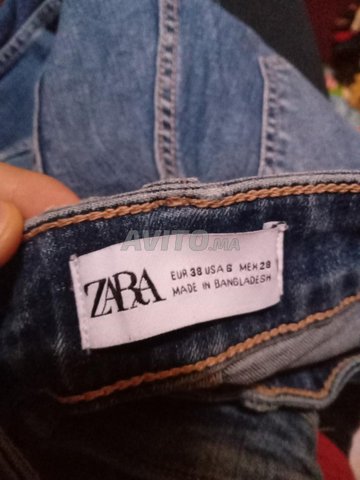 AVITO.MA
ZARA
EUR 38 USA 6 MEX 28
MADE IN BANGLADESH